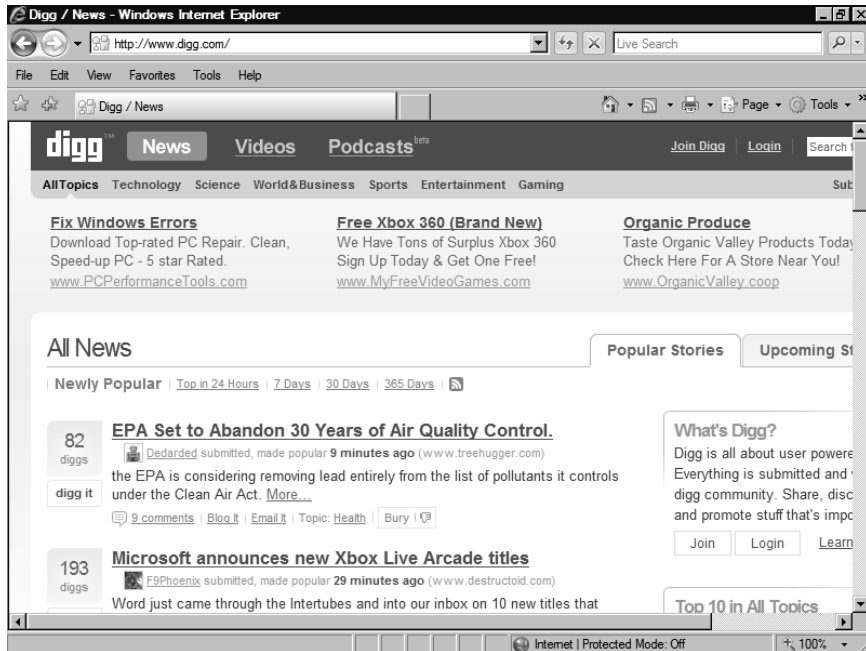 Digg / News - Windows Internet Explorer
http://www.digg.com/
Live Search
File Edit View Favorites Tools Help
Digg / News
Page Tools
digg™ News Videos Podcasts beta Join Digg Login Search
All Topics Technology Science World & Business Sports Entertainment Gaming Sub
Fix Windows Errors
Download Top-rated PC Repair. Clean,
Speed-up PC - 5 star Rated.
www.PCPerformanceTools.com
Free Xbox 360 (Brand New)
We Have Tons of Surplus Xbox 360
Sign Up Today & Get One Free!
www.MyFreeVideoGames.com
Organic Produce
Taste Organic Valley Products Today
Check Here For A Store Near You!
www.OrganicValley.coop
All News
Popular Stories Upcoming St
Newly Popular Top in 24 Hours 7 Days 30 Days 365 Days
82
diggs
digg it
EPA Set to Abandon 30 Years of Air Quality Control.
Dedarded submitted, made popular 9 minutes ago (www.treehugger.com)
the EPA is considering removing lead entirely from the list of pollutants it controls
under the Clean Air Act. More...
9 comments Blog It Email It Topic: Health Bury
193
diggs
Microsoft announces new Xbox Live Arcade titles
F9Phoenix submitted, made popular 29 minutes ago (www.destructoid.com)
Word just came through the Intertubes and into our inbox on 10 new titles that
What's Digg?
Digg is all about user powere
Everything is submitted and
digg community. Share, disc
and promote stuff that's impo
Join Login Learn
Top 10 in All Topics
Internet | Protected Mode: Off 100%